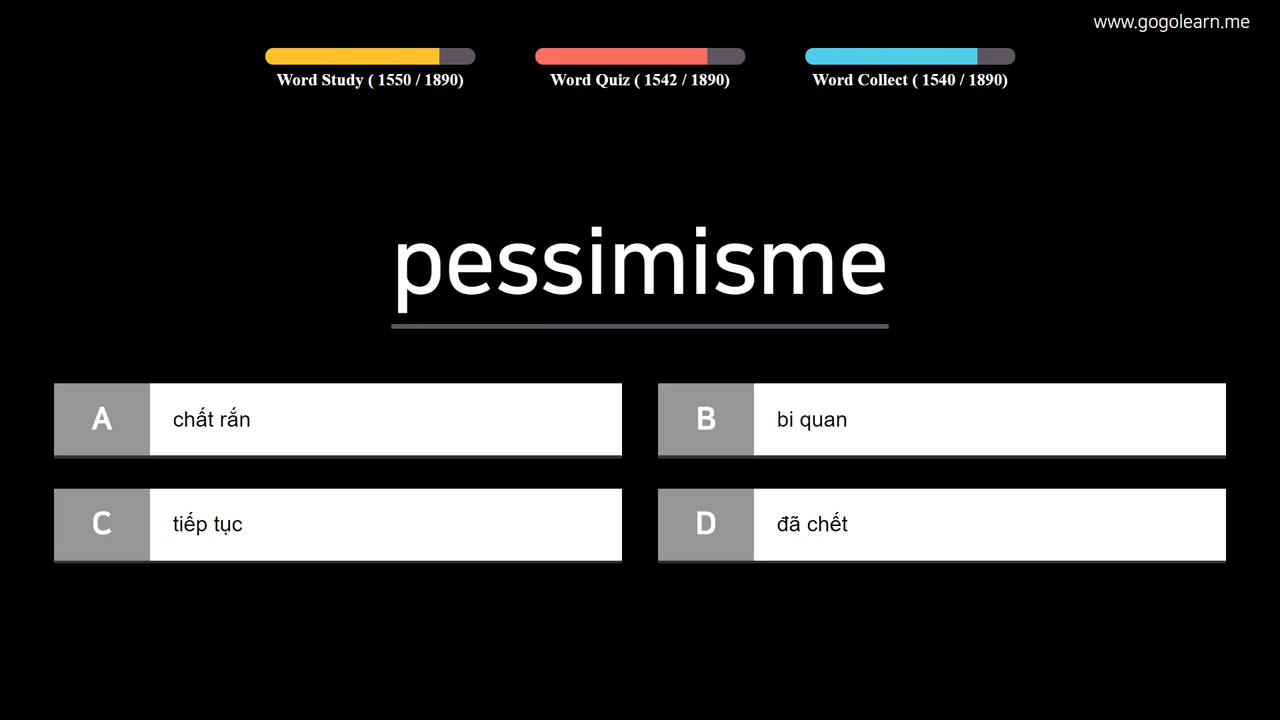 www.gogolearn.me
Word Study ( 1550 / 1890)
Word Quiz ( 1542 / 1890)
Word Collect ( 1540 / 1890)
pessimisme
A chất rắn
B bi quan
C tiếp tục
D đã chết